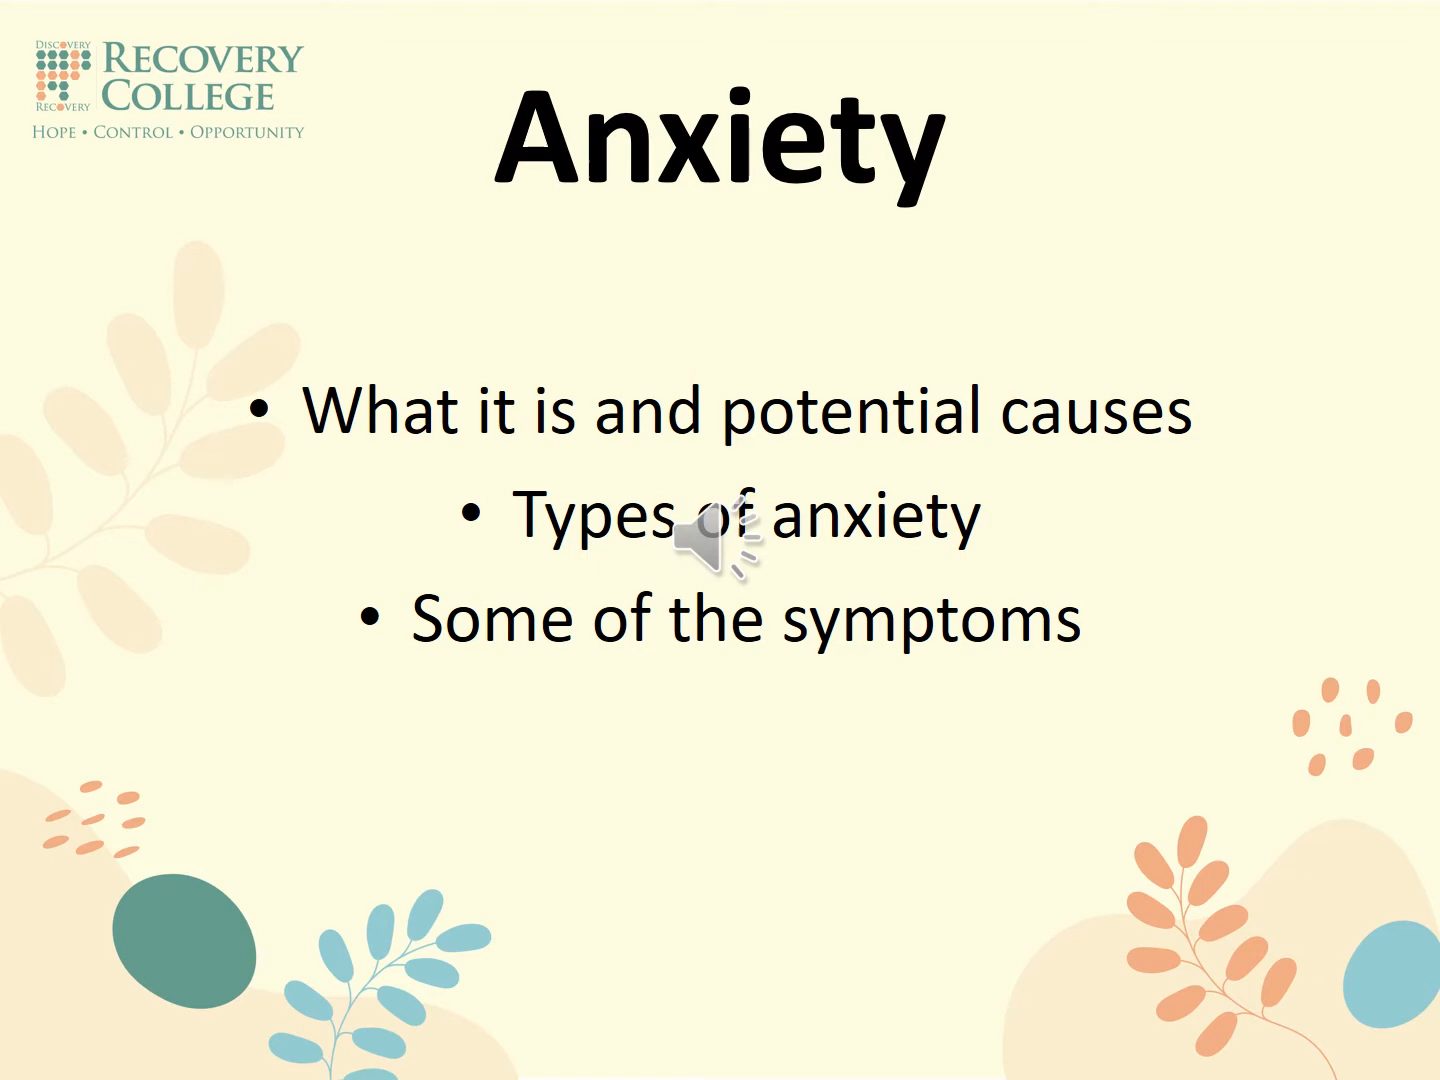 DISCOVERY
RECOVERY
COLLEGE
RECOVERY
HOPE • CONTROL • OPPORTUNITY
Anxiety
• What it is and potential causes
• Types of anxiety
• Some of the symptoms